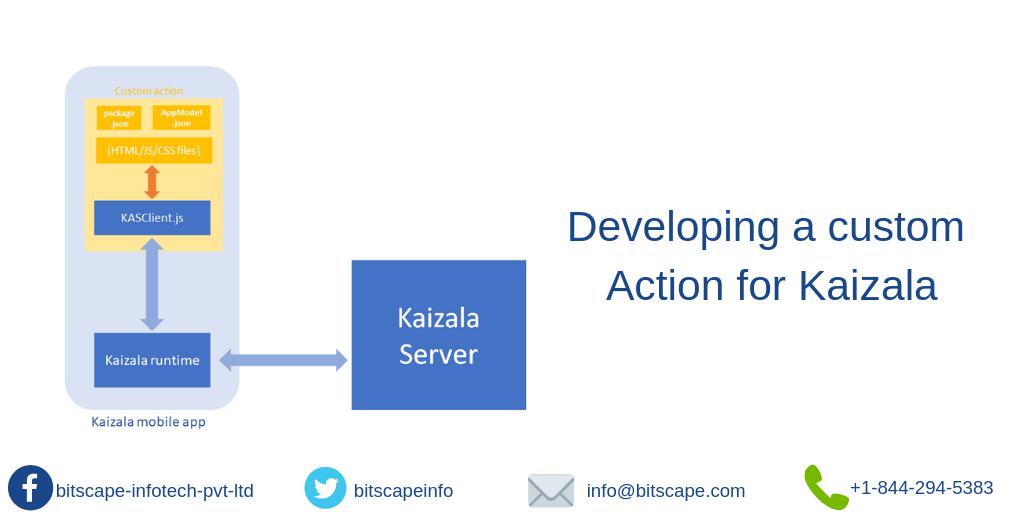 Custom action
package
.json
AppModel
.json
[HTML/JS/CSS files]
KASClient.js
Kaizala runtime
Kaizala mobile app
Kaizala
Server
Developing a custom
Action for Kaizala
bitscape-infotech-pvt-ltd
bitscapeinfo
info@bitscape.com
+1-844-294-5383